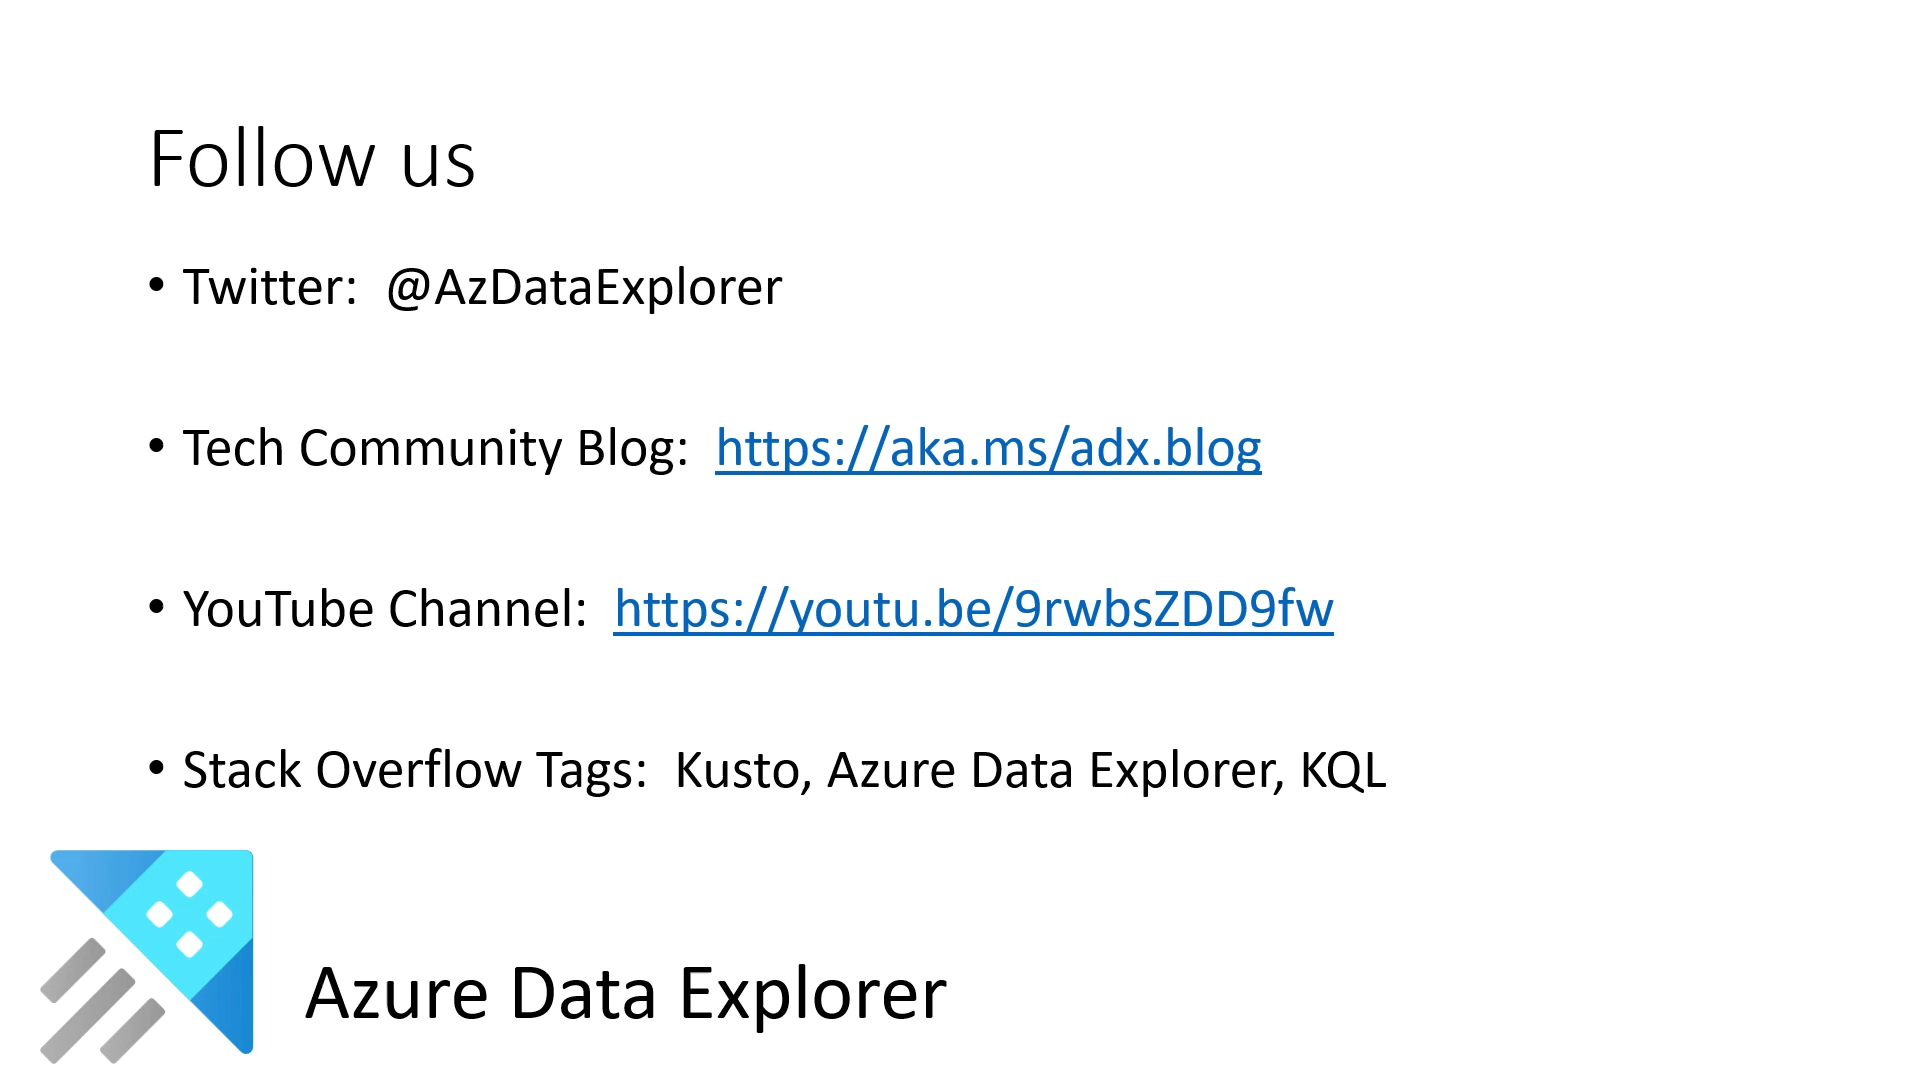 Follow us
• Twitter:  @AzDataExplorer
• Tech Community Blog:  https://aka.ms/adx.blog
• YouTube Channel:  https://youtu.be/9rwbsZDD9fw
• Stack Overflow Tags:  Kusto, Azure Data Explorer, KQL
Azure Data Explorer